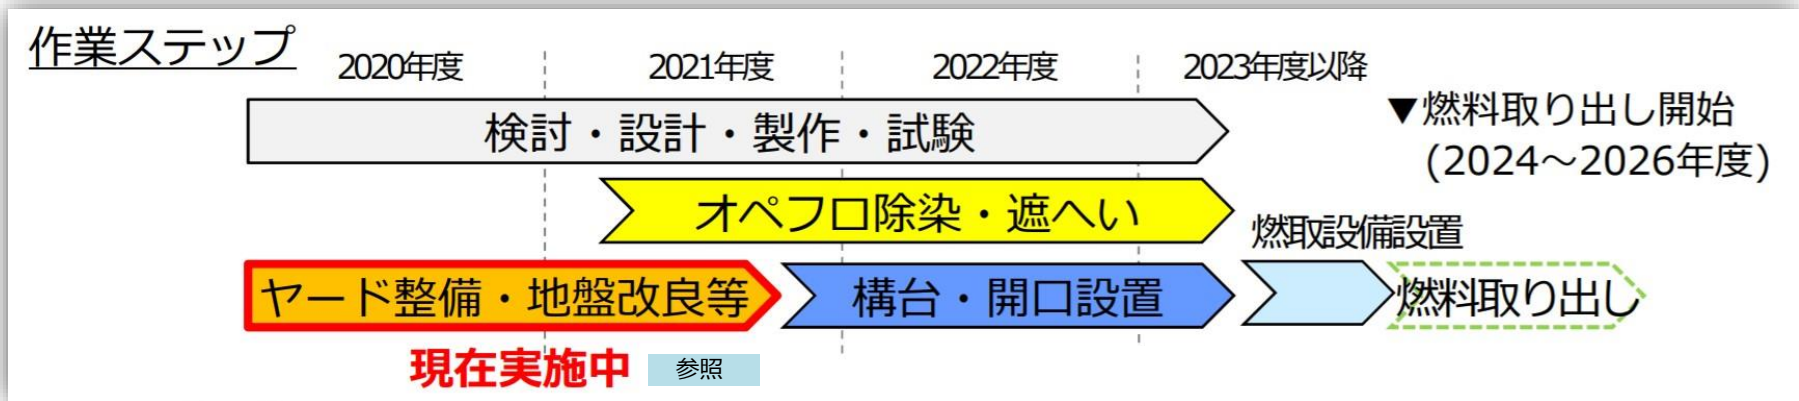 作業ステップ
2020年度
2021年度
2022年度
2023年度以降
検討・設計・製作・試験
▼燃料取り出し開始
(2024～2026年度)
オペフロ除染・遮へい
燃取設備設置
ヤード整備・地盤改良等
構台・開口設置
燃料取り出し
現在実施中
参照